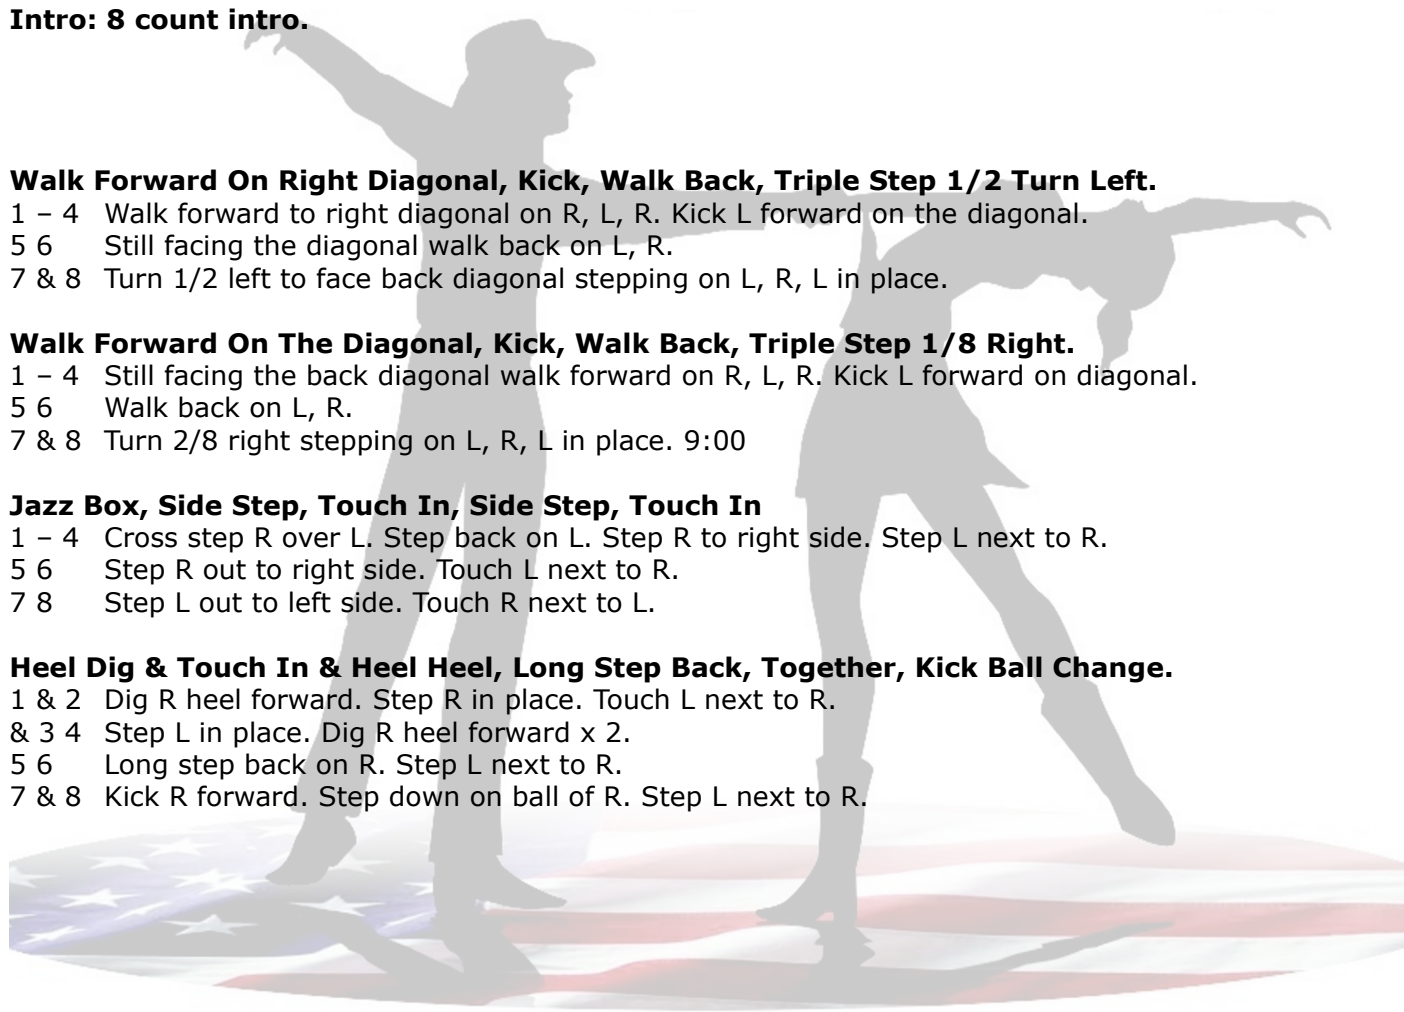 Intro: 8 count intro.
Walk Forward On Right Diagonal, Kick, Walk Back, Triple Step 1/2 Turn Left.
1 – 4 Walk forward to right diagonal on R, L, R. Kick L forward on the diagonal.
5 6 Still facing the diagonal walk back on L, R.
7 & 8 Turn 1/2 left to face back diagonal stepping on L, R, L in place.
Walk Forward On The Diagonal, Kick, Walk Back, Triple Step 1/8 Right.
1 – 4 Still facing the back diagonal walk forward on R, L, R. Kick L forward on diagonal.
5 6 Walk back on L, R.
7 & 8 Turn 2/8 right stepping on L, R, L in place. 9:00
Jazz Box, Side Step, Touch In, Side Step, Touch In
1 – 4 Cross step R over L. Step back on L. Step R to right side. Step L next to R.
5 6 Step R out to right side. Touch L next to R.
7 8 Step L out to left side. Touch R next to L.
Heel Dig & Touch In & Heel Heel, Long Step Back, Together, Kick Ball Change.
1 & 2 Dig R heel forward. Step R in place. Touch L next to R.
& 3 4 Step L in place. Dig R heel forward x 2.
5 6 Long step back on R. Step L next to R.
7 & 8 Kick R forward. Step down on ball of R. Step L next to R.